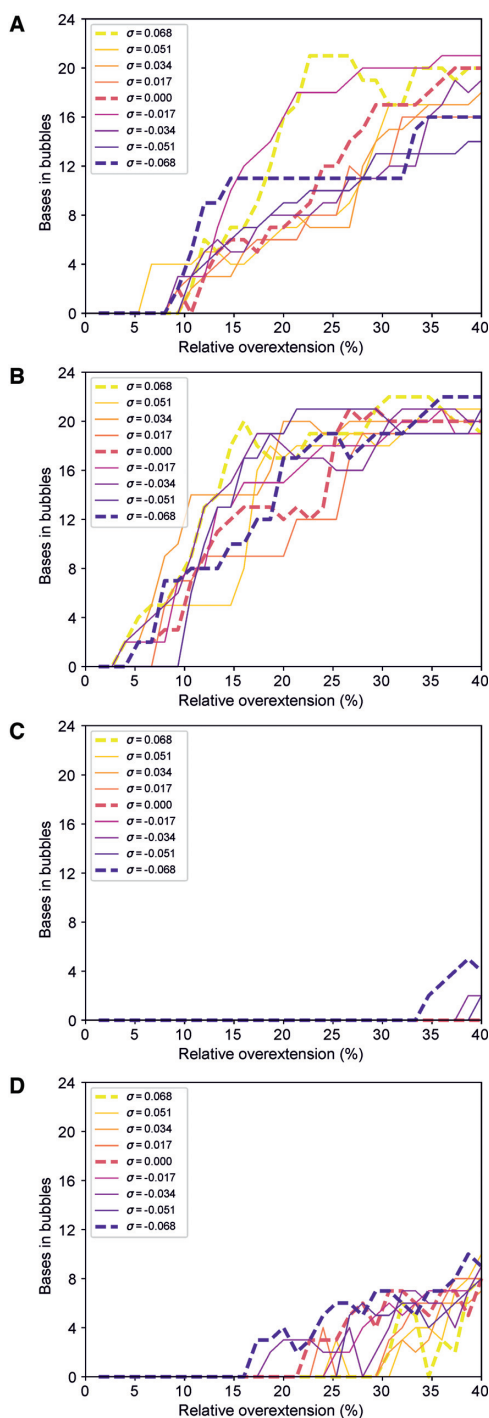 A
24
20
16
12
8
4
0
Bases in bubbles
σ = 0.068
σ = 0.051
σ = 0.034
σ = 0.017
σ = 0.000
σ = -0.017
σ = -0.034
σ = -0.051
σ = -0.068
0 5 10 15 20 25 30 35 40
Relative overextension (%)
B
24
20
16
12
8
4
0
Bases in bubbles
σ = 0.068
σ = 0.051
σ = 0.034
σ = 0.017
σ = 0.000
σ = -0.017
σ = -0.034
σ = -0.051
σ = -0.068
0 5 10 15 20 25 30 35 40
Relative overextension (%)
C
24
20
16
12
8
4
0
Bases in bubbles
σ = 0.068
σ = 0.051
σ = 0.034
σ = 0.017
σ = 0.000
σ = -0.017
σ = -0.034
σ = -0.051
σ = -0.068
0 5 10 15 20 25 30 35 40
Relative overextension (%)
D
24
20
16
12
8
4
0
Bases in bubbles
σ = 0.068
σ = 0.051
σ = 0.034
σ = 0.017
σ = 0.000
σ = -0.017
σ = -0.034
σ = -0.051
σ = -0.068
0 5 10 15 20 25 30 35 40
Relative overextension (%)